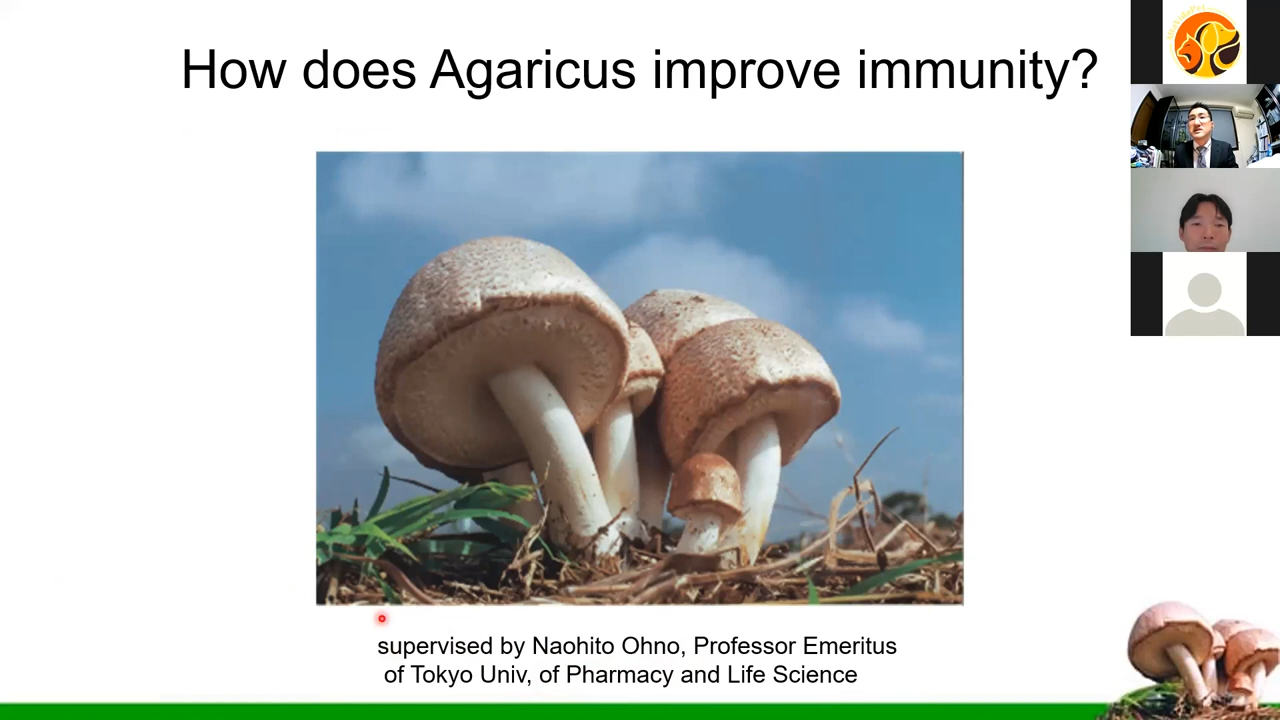 How does Agaricus improve immunity?
supervised by Naohito Ohno, Professor Emeritus
of Tokyo Univ, of Pharmacy and Life Science